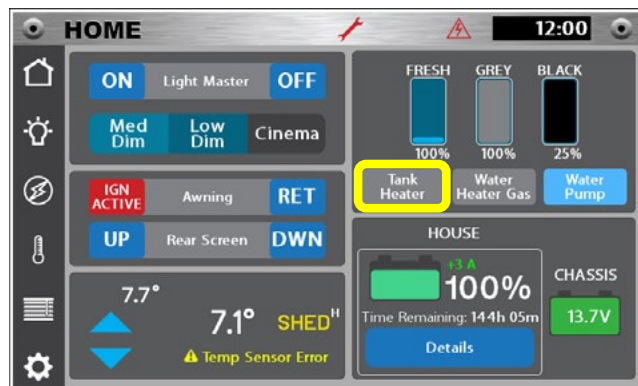 HOME
12:00
ON Light Master OFF
Med Dim
Low Dim
Cinema
IGN ACTIVE
Awning
RET
UP Rear Screen DWN
7.7°
7.1° SHED H
Temp Sensor Error
FRESH GREY BLACK
100% 100% 25%
Tank Heater
Water Heater Gas
Water Pump
HOUSE
+3 A
100%
Time Remaining: 144h 05m
Details
CHASSIS
13.7V